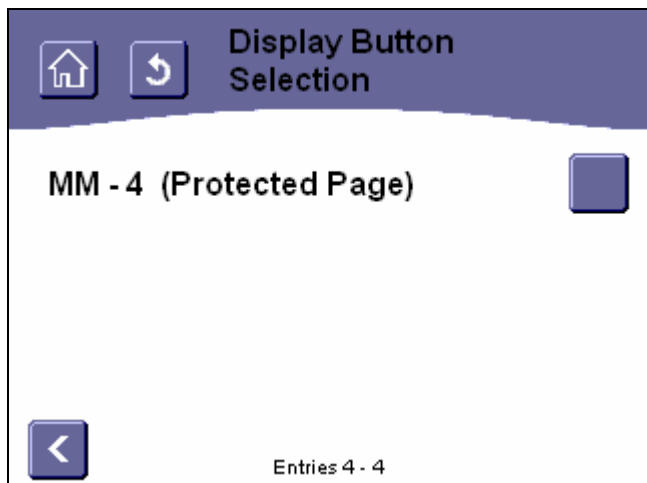 Display Button
Selection
MM - 4 (Protected Page)
Entries 4 - 4